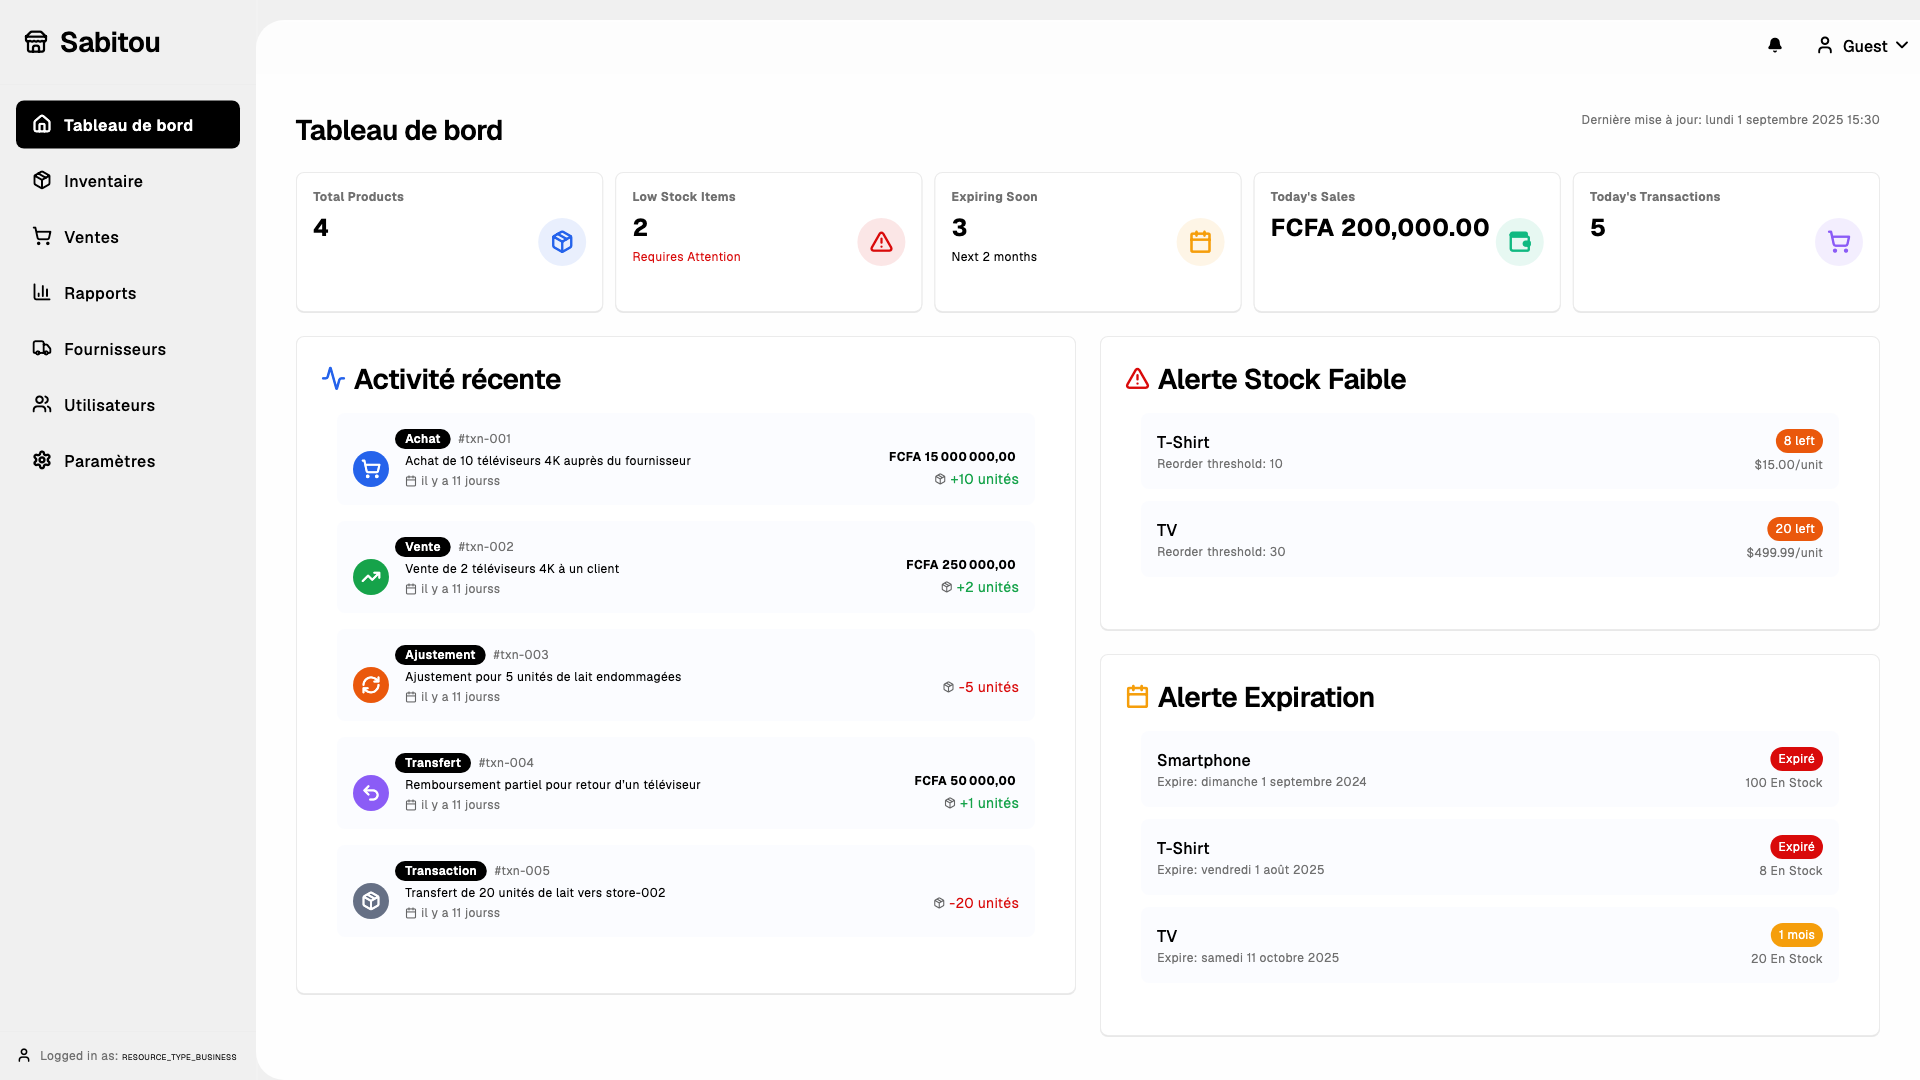 Sabitou
Tableau de bord
Inventaire
Ventes
Rapports
Fournisseurs
Utilisateurs
Paramètres
Logged in as: RESOURCE_TYPE_BUSINESS
Guest
Tableau de bord
Dernière mise à jour: lundi 1 septembre 2025 15:30
Total Products
4
Low Stock Items
2
Requires Attention
Expiring Soon
3
Next 2 months
Today's Sales
FCFA 200,000.00
Today's Transactions
5
Activité récente
Achat #txn-001
Achat de 10 téléviseurs 4K auprès du fournisseur
il y a 11 jourss
FCFA 15 000 000,00
+10 unités
Vente #txn-002
Vente de 2 téléviseurs 4K à un client
il y a 11 jourss
FCFA 250 000,00
+2 unités
Ajustement #txn-003
Ajustement pour 5 unités de lait endommagées
il y a 11 jourss
-5 unités
Transfert #txn-004
Remboursement partiel pour retour d'un téléviseur
il y a 11 jourss
FCFA 50 000,00
+1 unités
Transaction #txn-005
Transfert de 20 unités de lait vers store-002
il y a 11 jourss
-20 unités
Alerte Stock Faible
T-Shirt
Reorder threshold: 10
8 left
$15.00/unit
TV
Reorder threshold: 30
20 left
$499.99/unit
Alerte Expiration
Smartphone
Expire: dimanche 1 septembre 2024
Expiré
100 En Stock
T-Shirt
Expire: vendredi 1 août 2025
Expiré
8 En Stock
TV
Expire: samedi 11 octobre 2025
1 mois
20 En Stock